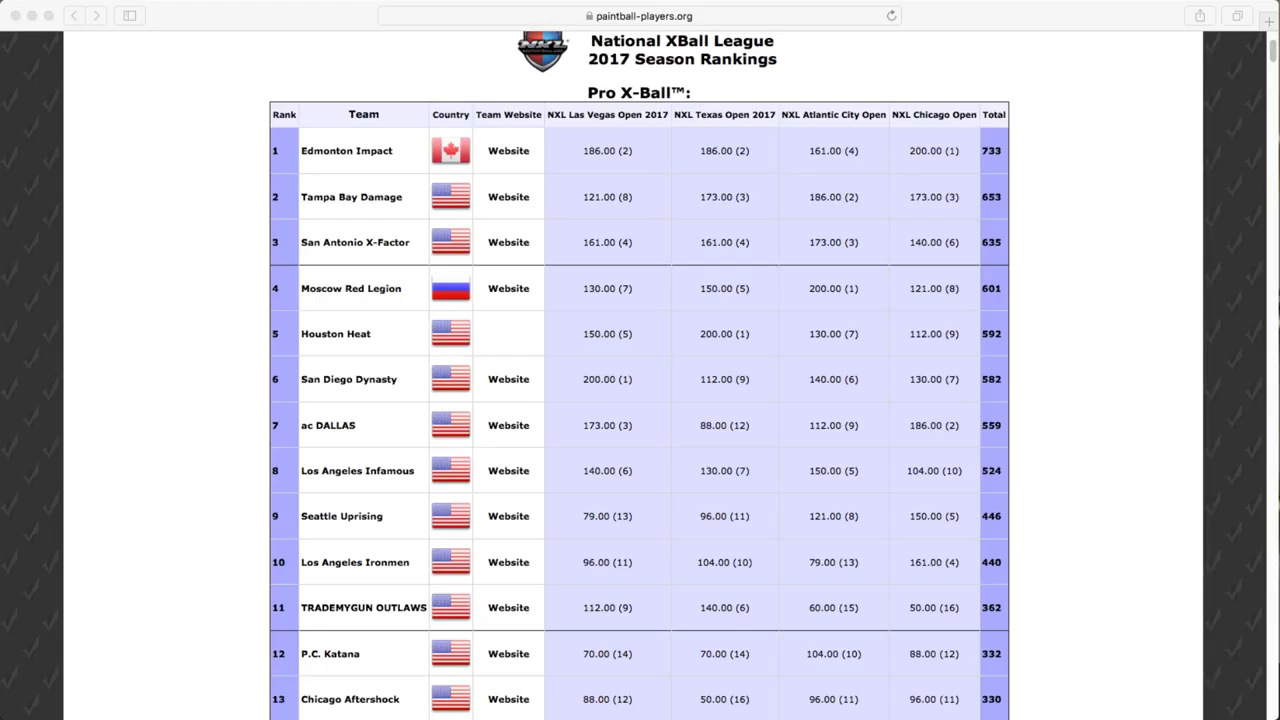 paintball-players.org
NXL
National XBall League
2017 Season Rankings
Pro X-Ball™:
Rank Team Country Team Website NXL Las Vegas Open 2017 NXL Texas Open 2017 NXL Atlantic City Open NXL Chicago Open Total
1 Edmonton Impact Website 186.00 (2) 186.00 (2) 161.00 (4) 200.00 (1) 733
2 Tampa Bay Damage Website 121.00 (8) 173.00 (3) 186.00 (2) 173.00 (3) 653
3 San Antonio X-Factor Website 161.00 (4) 161.00 (4) 173.00 (3) 140.00 (6) 635
4 Moscow Red Legion Website 130.00 (7) 150.00 (5) 200.00 (1) 121.00 (8) 601
5 Houston Heat 150.00 (5) 200.00 (1) 130.00 (7) 112.00 (9) 592
6 San Diego Dynasty Website 200.00 (1) 112.00 (9) 140.00 (6) 130.00 (7) 582
7 ac DALLAS Website 173.00 (3) 88.00 (12) 112.00 (9) 186.00 (2) 559
8 Los Angeles Infamous Website 140.00 (6) 130.00 (7) 150.00 (5) 104.00 (10) 524
9 Seattle Uprising Website 79.00 (13) 96.00 (11) 121.00 (8) 150.00 (5) 446
10 Los Angeles Ironmen Website 96.00 (11) 104.00 (10) 79.00 (13) 161.00 (4) 440
11 TRADEMYGUN OUTLAWS Website 112.00 (9) 140.00 (6) 60.00 (15) 50.00 (16) 362
12 P.C. Katana Website 70.00 (14) 70.00 (14) 104.00 (10) 88.00 (12) 332
13 Chicago Aftershock Website 88.00 (12) 50.00 (16) 96.00 (11) 96.00 (11) 330